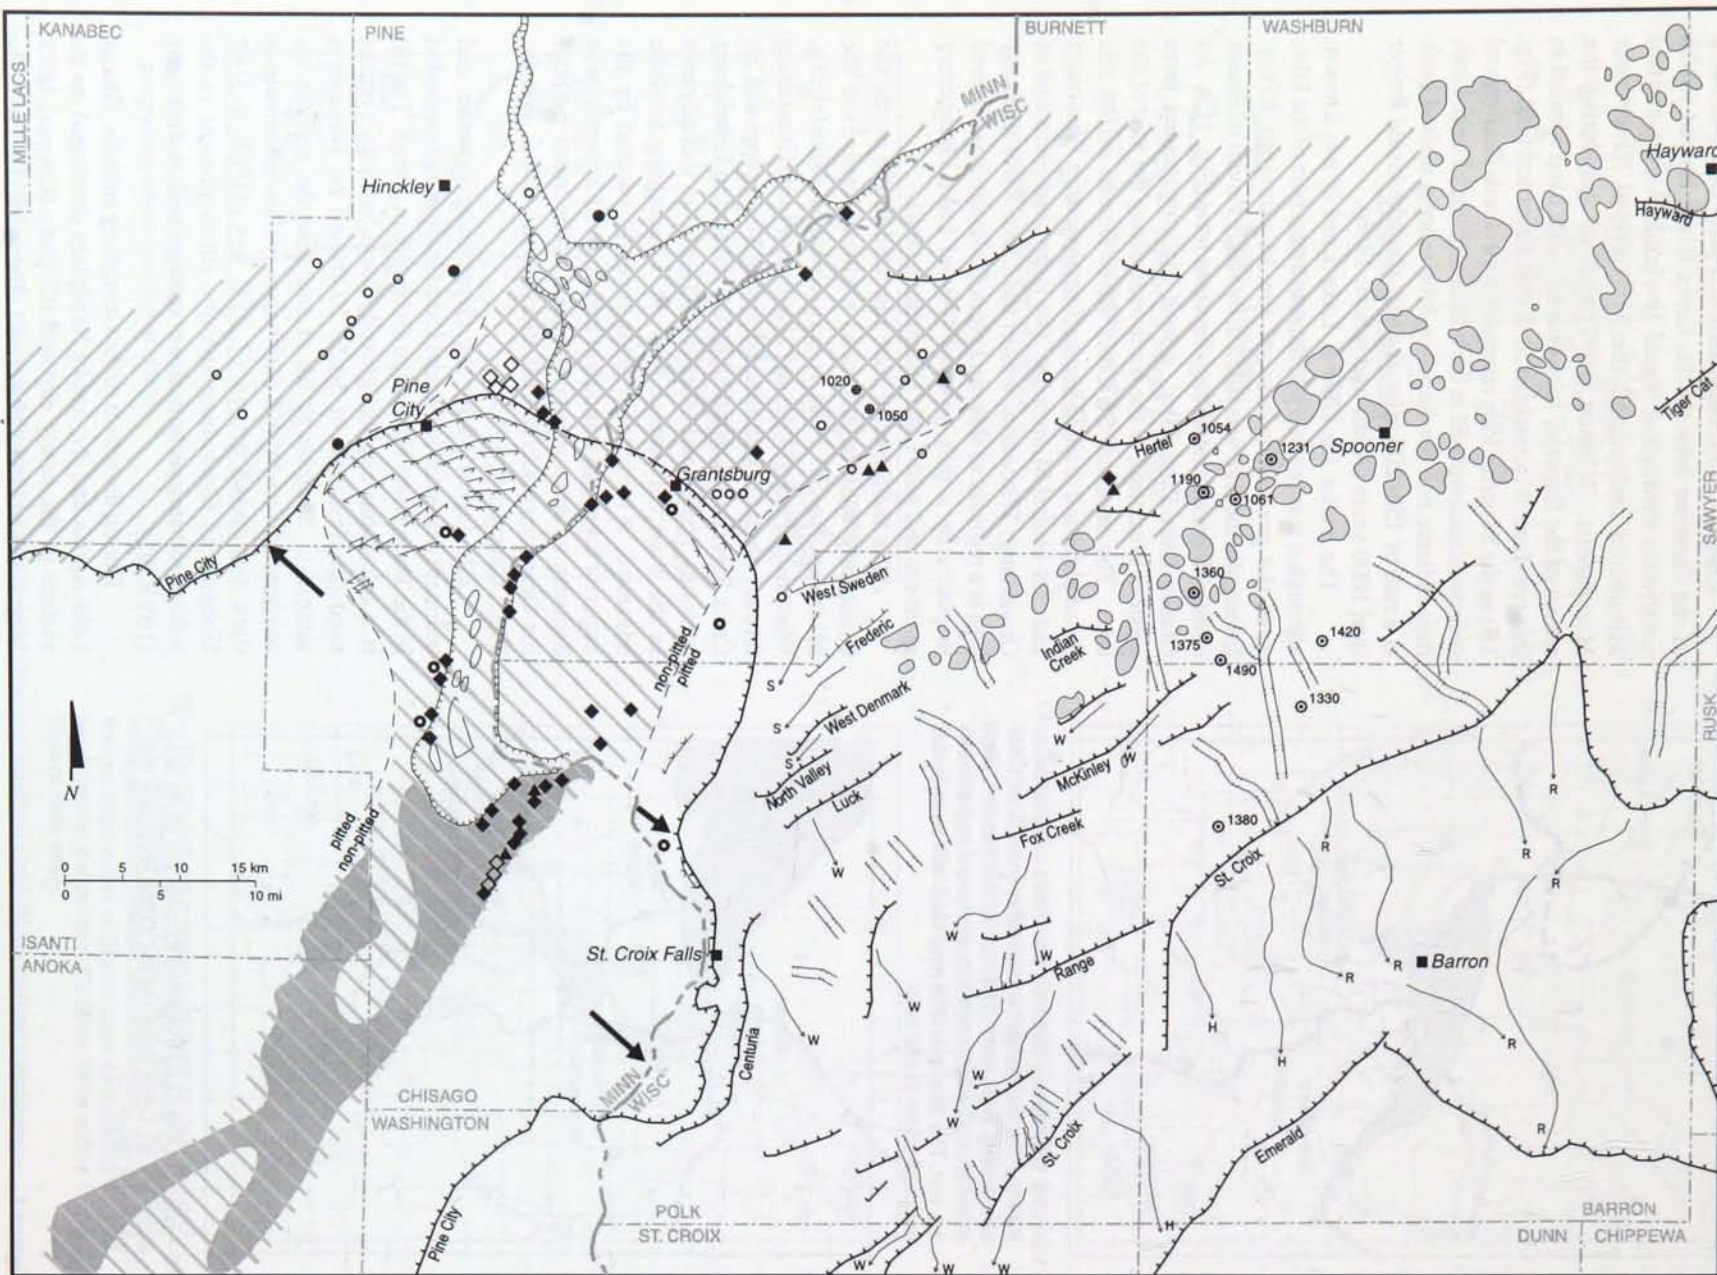 KANABEC
PINE
BURNETT
WASHBURN
MILLE LACS
MINN
WISC
Hayward
Hinckley
Hayward
Pine
City
1020
1050
Tiger Cat
Hertel
1054
1231
Spooner
Grantsburg
1190
1061
SAWYER
Pine City
West Sweden
1360
Frederic
Indian
Creek
1375
1420
1490
non-pitted
pitted
S
S
S
West Denmark
W
W
1330
RUSK
N
North Valley
Luck
McKinley
R
pitted
non-pitted
Fox Creek
1380
St. Croix
R
R
R
W
0 5 10 15 km
0 5 10 mi
ISANTI
ANOKA
St. Croix Falls
W
W
Range
R
R
Barron
W
W
H
H
R
Centuria
W
MINN
WISC
CHISAGO
WASHINGTON
W
W
St. Croix
Emerald
R
Pine City
POLK
ST. CROIX
H
BARRON
DUNN
CHIPPEWA
W
W
W